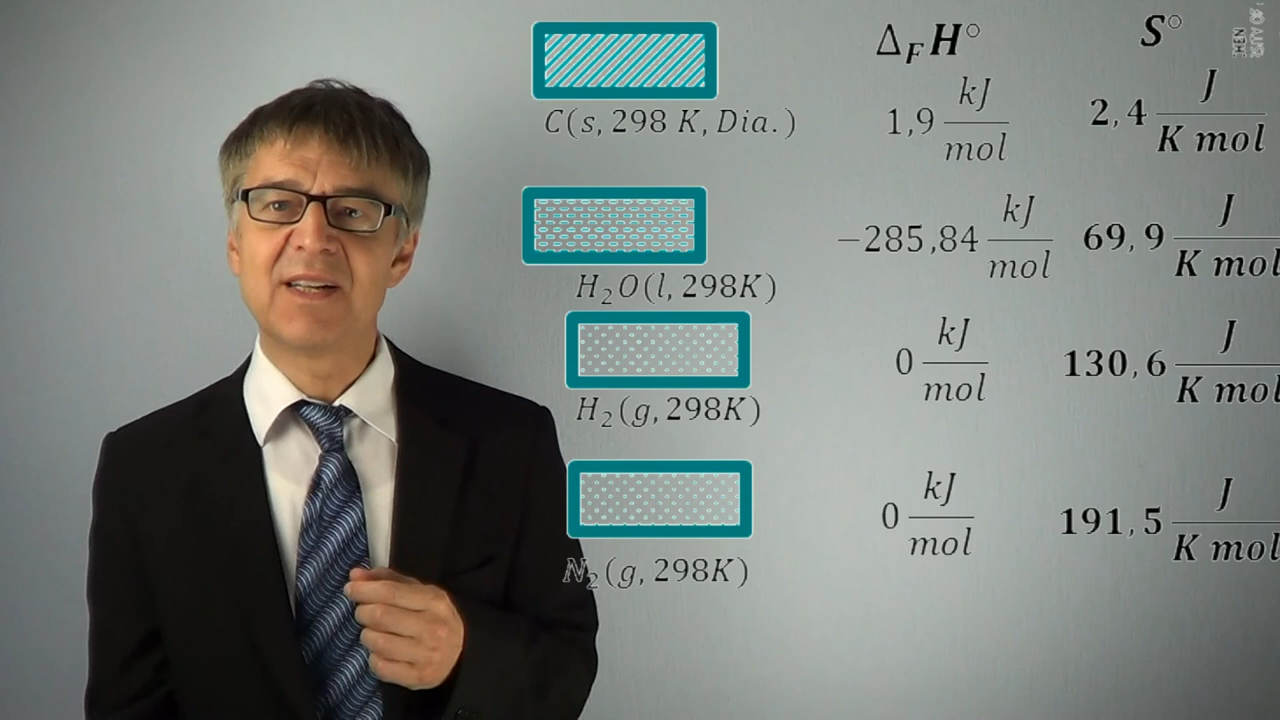 Δ_F H° S°
C(s, 298 K, Dia.) 1,9 kJ/mol 2,4 J/K mol
H₂O(l, 298K) −285,84 kJ/mol 69,9 J/K mol
H₂(g, 298K) 0 kJ/mol 130,6 J/K mol
N₂(g, 298K) 0 kJ/mol 191,5 J/K mol